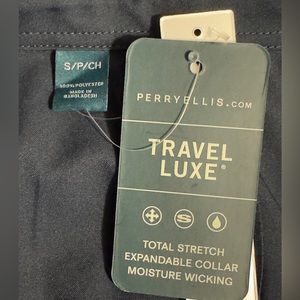 S/P/CH
100% POLYESTER
MADE IN
BANGLADESH
PERRYELLIS.COM
TRAVEL
LUXE®
S
TOTAL STRETCH
EXPANDABLE COLLAR
MOISTURE WICKING